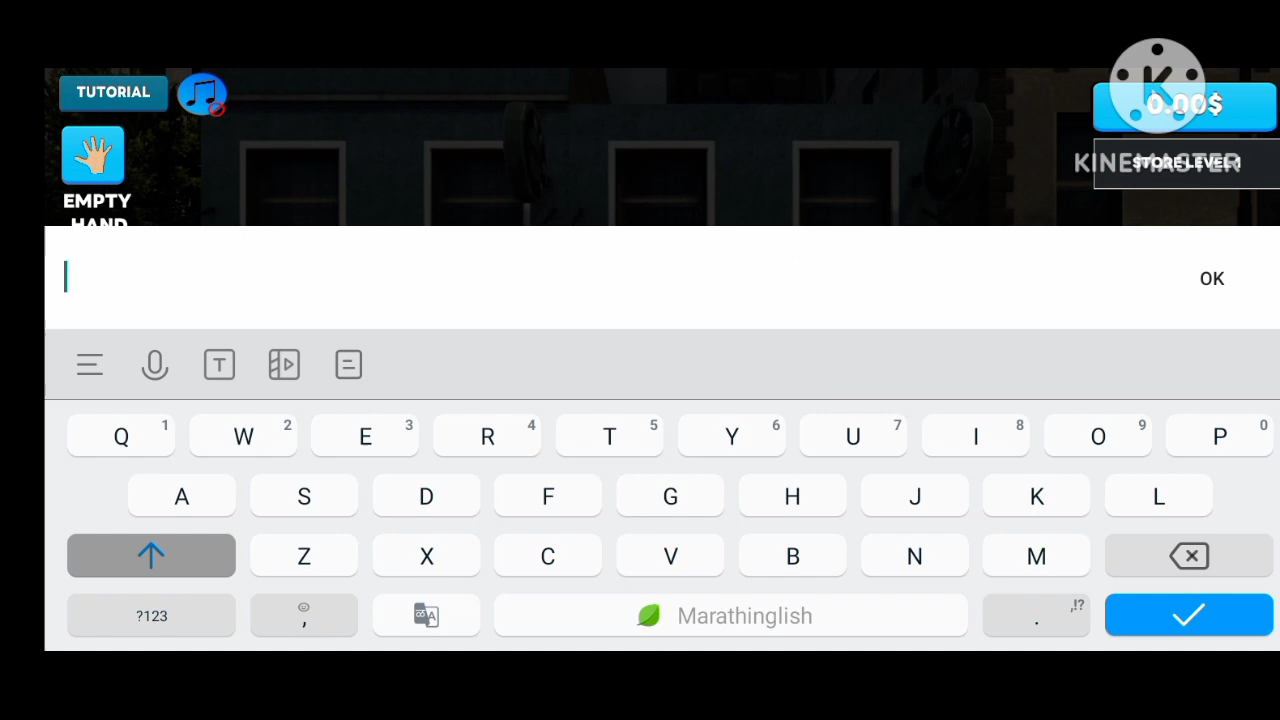 TUTORIAL
0.00$
KINEMASTER
STORE LEVEL 1
EMPTY
HAND
OK
Q 1 W 2 E 3 R 4 T 5 Y 6 U 7 I 8 O 9 P 0
A S D F G H J K L
Z X C V B N M
?123 , Marathinglish . ,!?